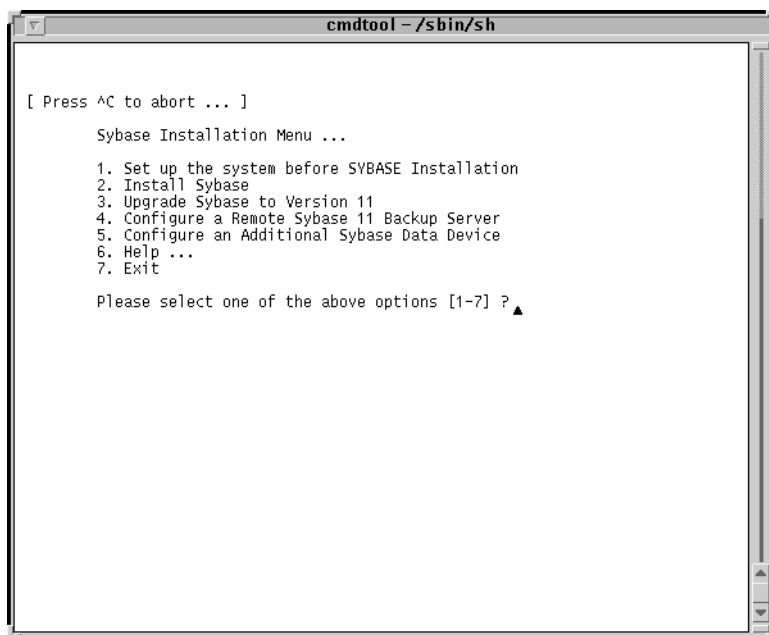 cmdtool – /sbin/sh
[ Press ^C to abort ... ]
Sybase Installation Menu ...
1. Set up the system before SYBASE Installation
2. Install Sybase
3. Upgrade Sybase to Version 11
4. Configure a Remote Sybase 11 Backup Server
5. Configure an Additional Sybase Data Device
6. Help ...
7. Exit
Please select one of the above options [1-7] ?